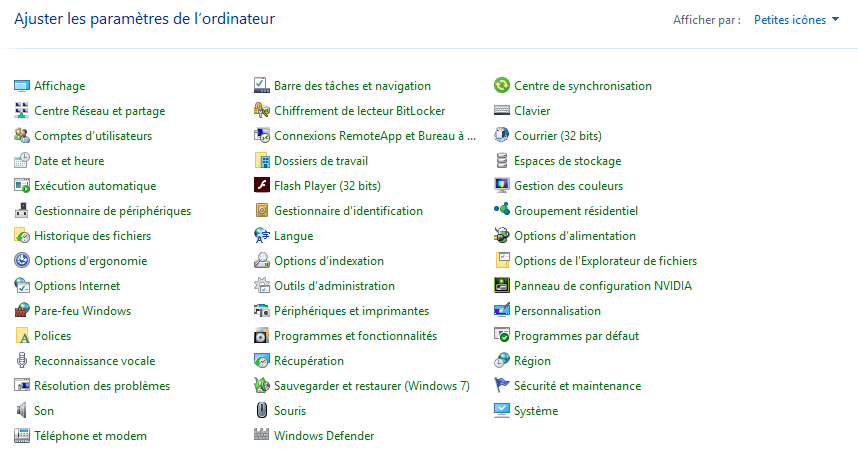 Ajuster les paramètres de l'ordinateur
Afficher par : Petites icônes
Affichage
Barre des tâches et navigation
Centre de synchronisation
Centre Réseau et partage
Chiffrement de lecteur BitLocker
Clavier
Comptes d'utilisateurs
Connexions RemoteApp et Bureau à ...
Courrier (32 bits)
Date et heure
Dossiers de travail
Espaces de stockage
Exécution automatique
Flash Player (32 bits)
Gestion des couleurs
Gestionnaire de périphériques
Gestionnaire d'identification
Groupement résidentiel
Historique des fichiers
Langue
Options d'alimentation
Options d'ergonomie
Options d'indexation
Options de l'Explorateur de fichiers
Options Internet
Outils d'administration
Panneau de configuration NVIDIA
Pare-feu Windows
Périphériques et imprimantes
Personnalisation
Polices
Programmes et fonctionnalités
Programmes par défaut
Reconnaissance vocale
Récupération
Région
Résolution des problèmes
Sauvegarder et restaurer (Windows 7)
Sécurité et maintenance
Son
Souris
Système
Téléphone et modem
Windows Defender